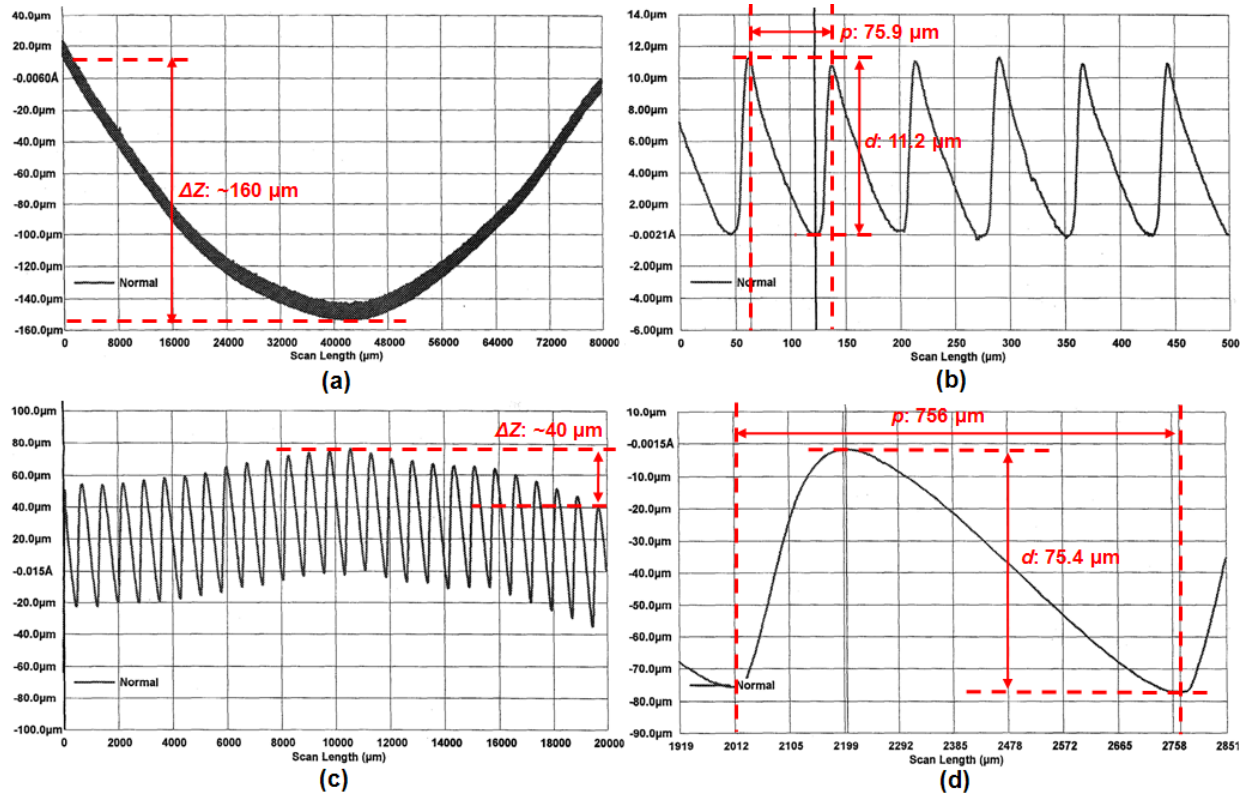 40.0µm
20.0µm
-0.0060Å
-20.0µm
-40.0µm
-60.0µm
-80.0µm
-100.0µm
-120.0µm
-140.0µm
-160.0µm
ΔZ: ~160 µm
Normal
0 8000 16000 24000 32000 40000 48000 56000 64000 72000 80000
Scan Length (µm)
(a)
14.0µm
12.0µm
10.0µm
8.00µm
6.00µm
4.00µm
2.00µm
-0.0021Å
-2.00µm
-4.00µm
-6.00µm
p: 75.9 µm
d: 11.2 µm
Normal
0 50 100 150 200 250 300 350 400 450 500
Scan Length (µm)
(b)
100.0µm
80.0µm
60.0µm
40.0µm
20.0µm
-0.015Å
-20.0µm
-40.0µm
-60.0µm
-80.0µm
-100.0µm
ΔZ: ~40 µm
Normal
0 2000 4000 6000 8000 10000 12000 14000 16000 18000 20000
Scan Length (µm)
(c)
10.0µm
-0.0015Å
-10.0µm
-20.0µm
-30.0µm
-40.0µm
-50.0µm
-60.0µm
-70.0µm
-80.0µm
-90.0µm
p: 756 µm
d: 75.4 µm
Normal
1919 2012 2105 2199 2292 2385 2478 2572 2665 2758 2851
Scan Length (µm)
(d)